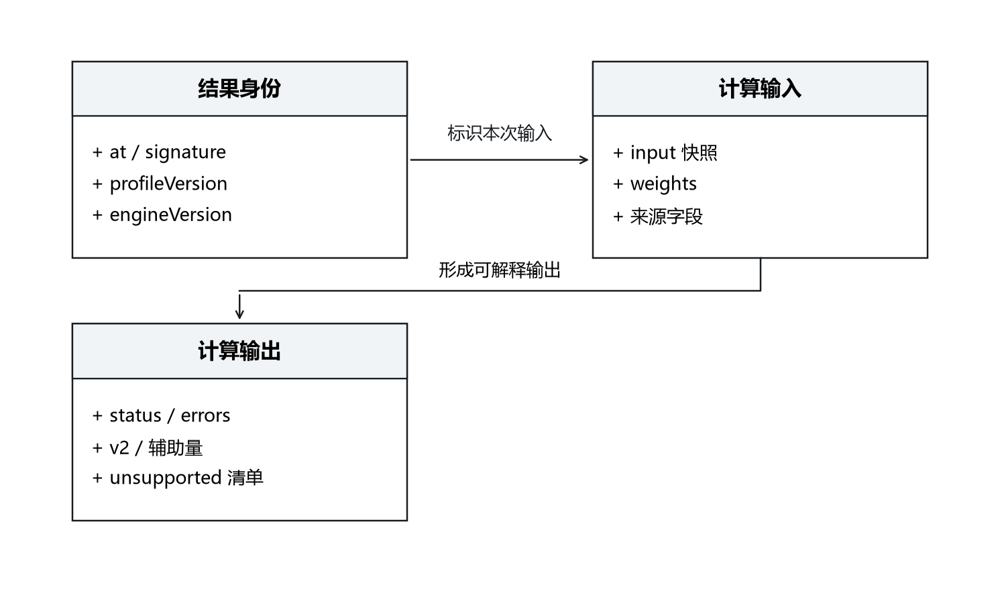 结果身份
+ at / signature
+ profileVersion
+ engineVersion
标识本次输入
计算输入
+ input 快照
+ weights
+ 来源字段
形成可解释输出
计算输出
+ status / errors
+ v2 / 辅助量
+ unsupported 清单